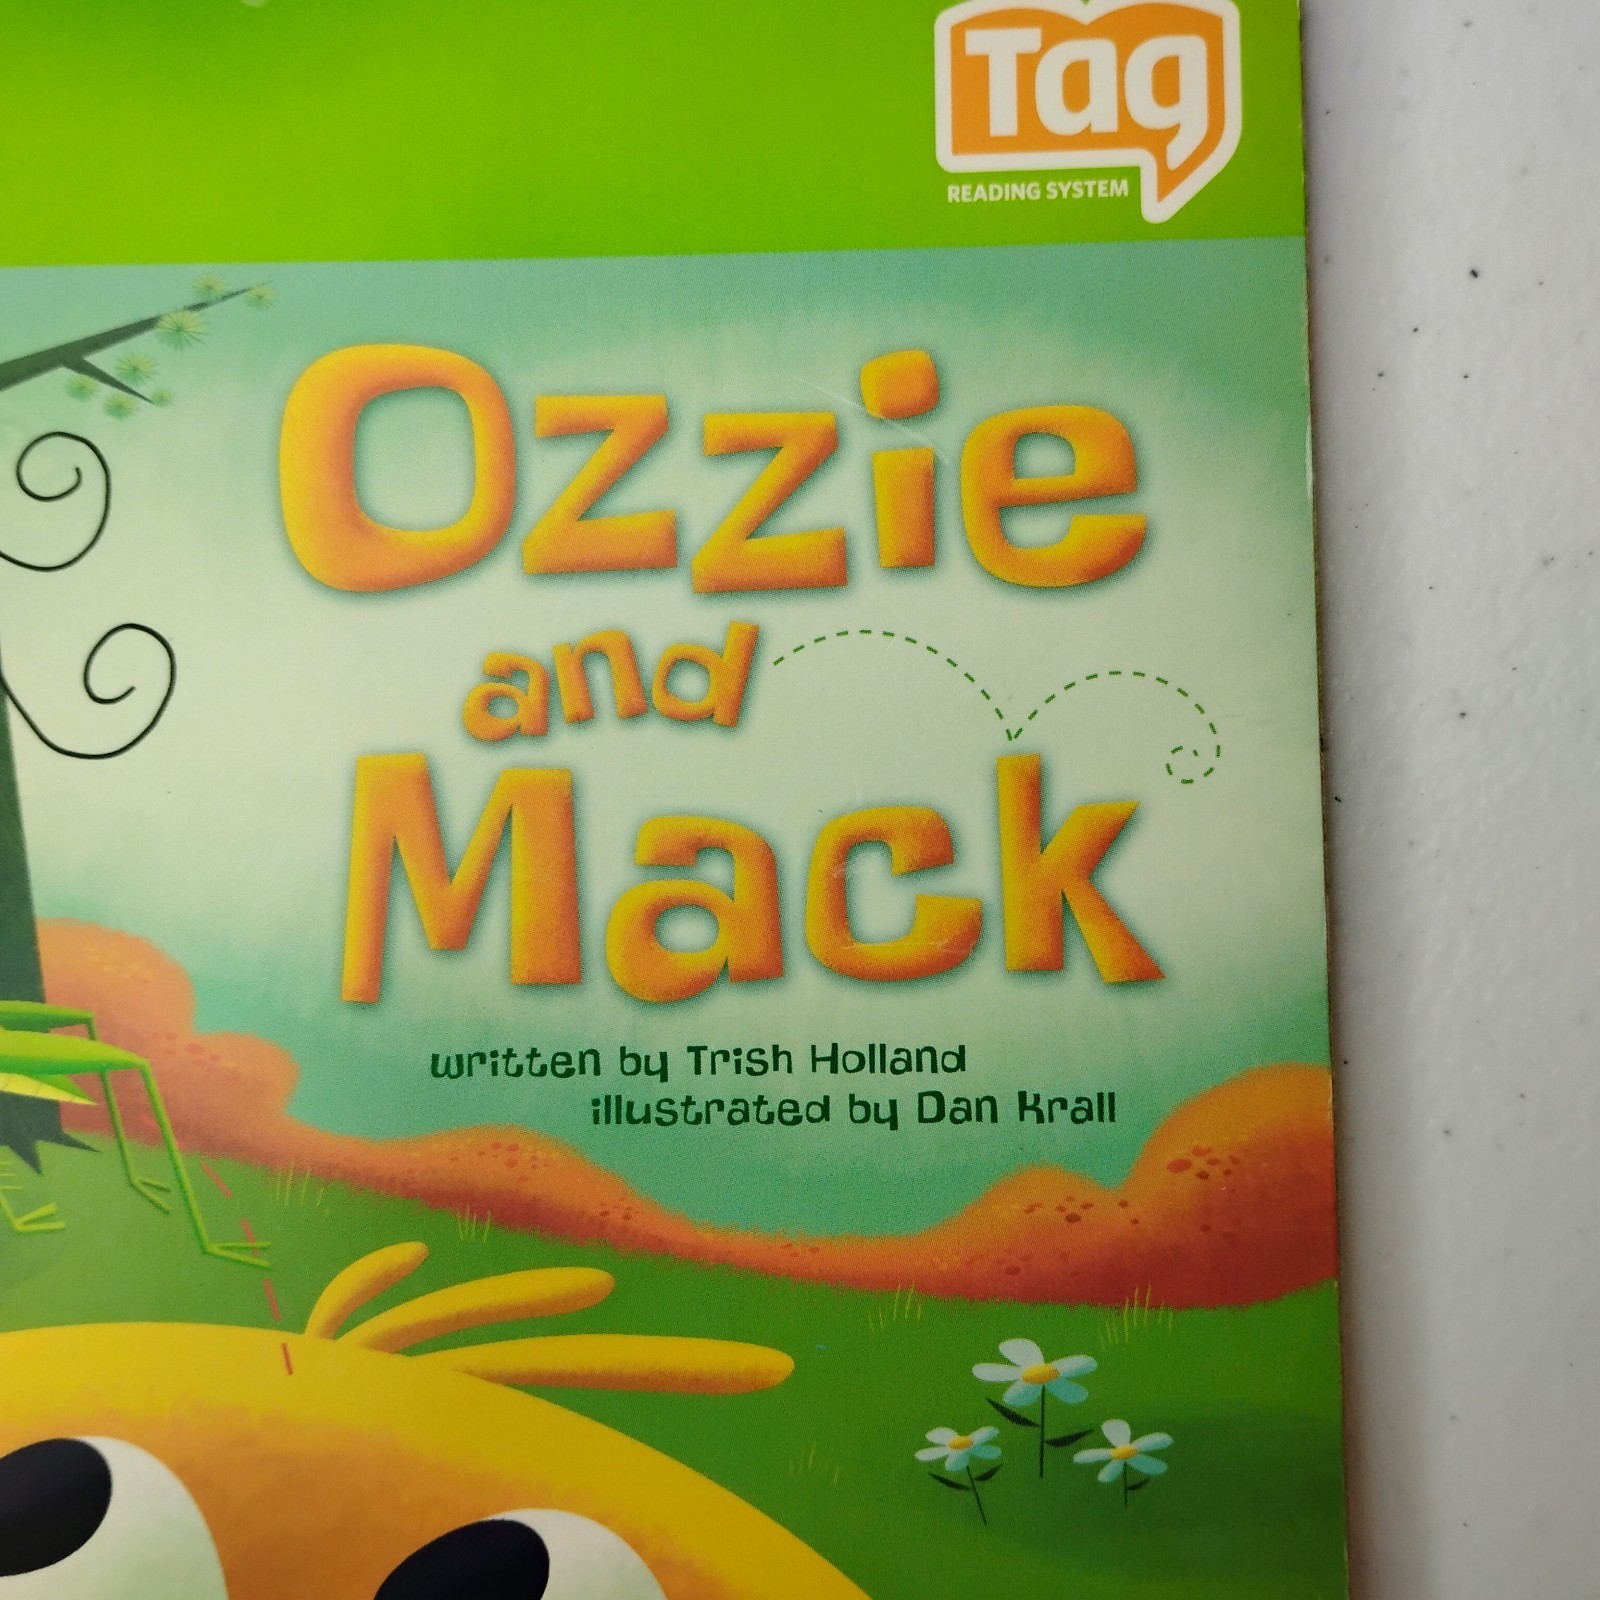 Tag
READING SYSTEM
Ozzie
and
Mack
written by Trish Holland
illustrated by Dan Krall